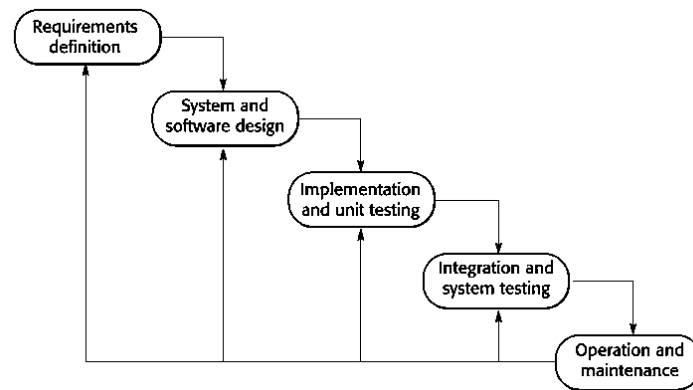 Requirements
definition
System and
software design
Implementation
and unit testing
Integration and
system testing
Operation and
maintenance